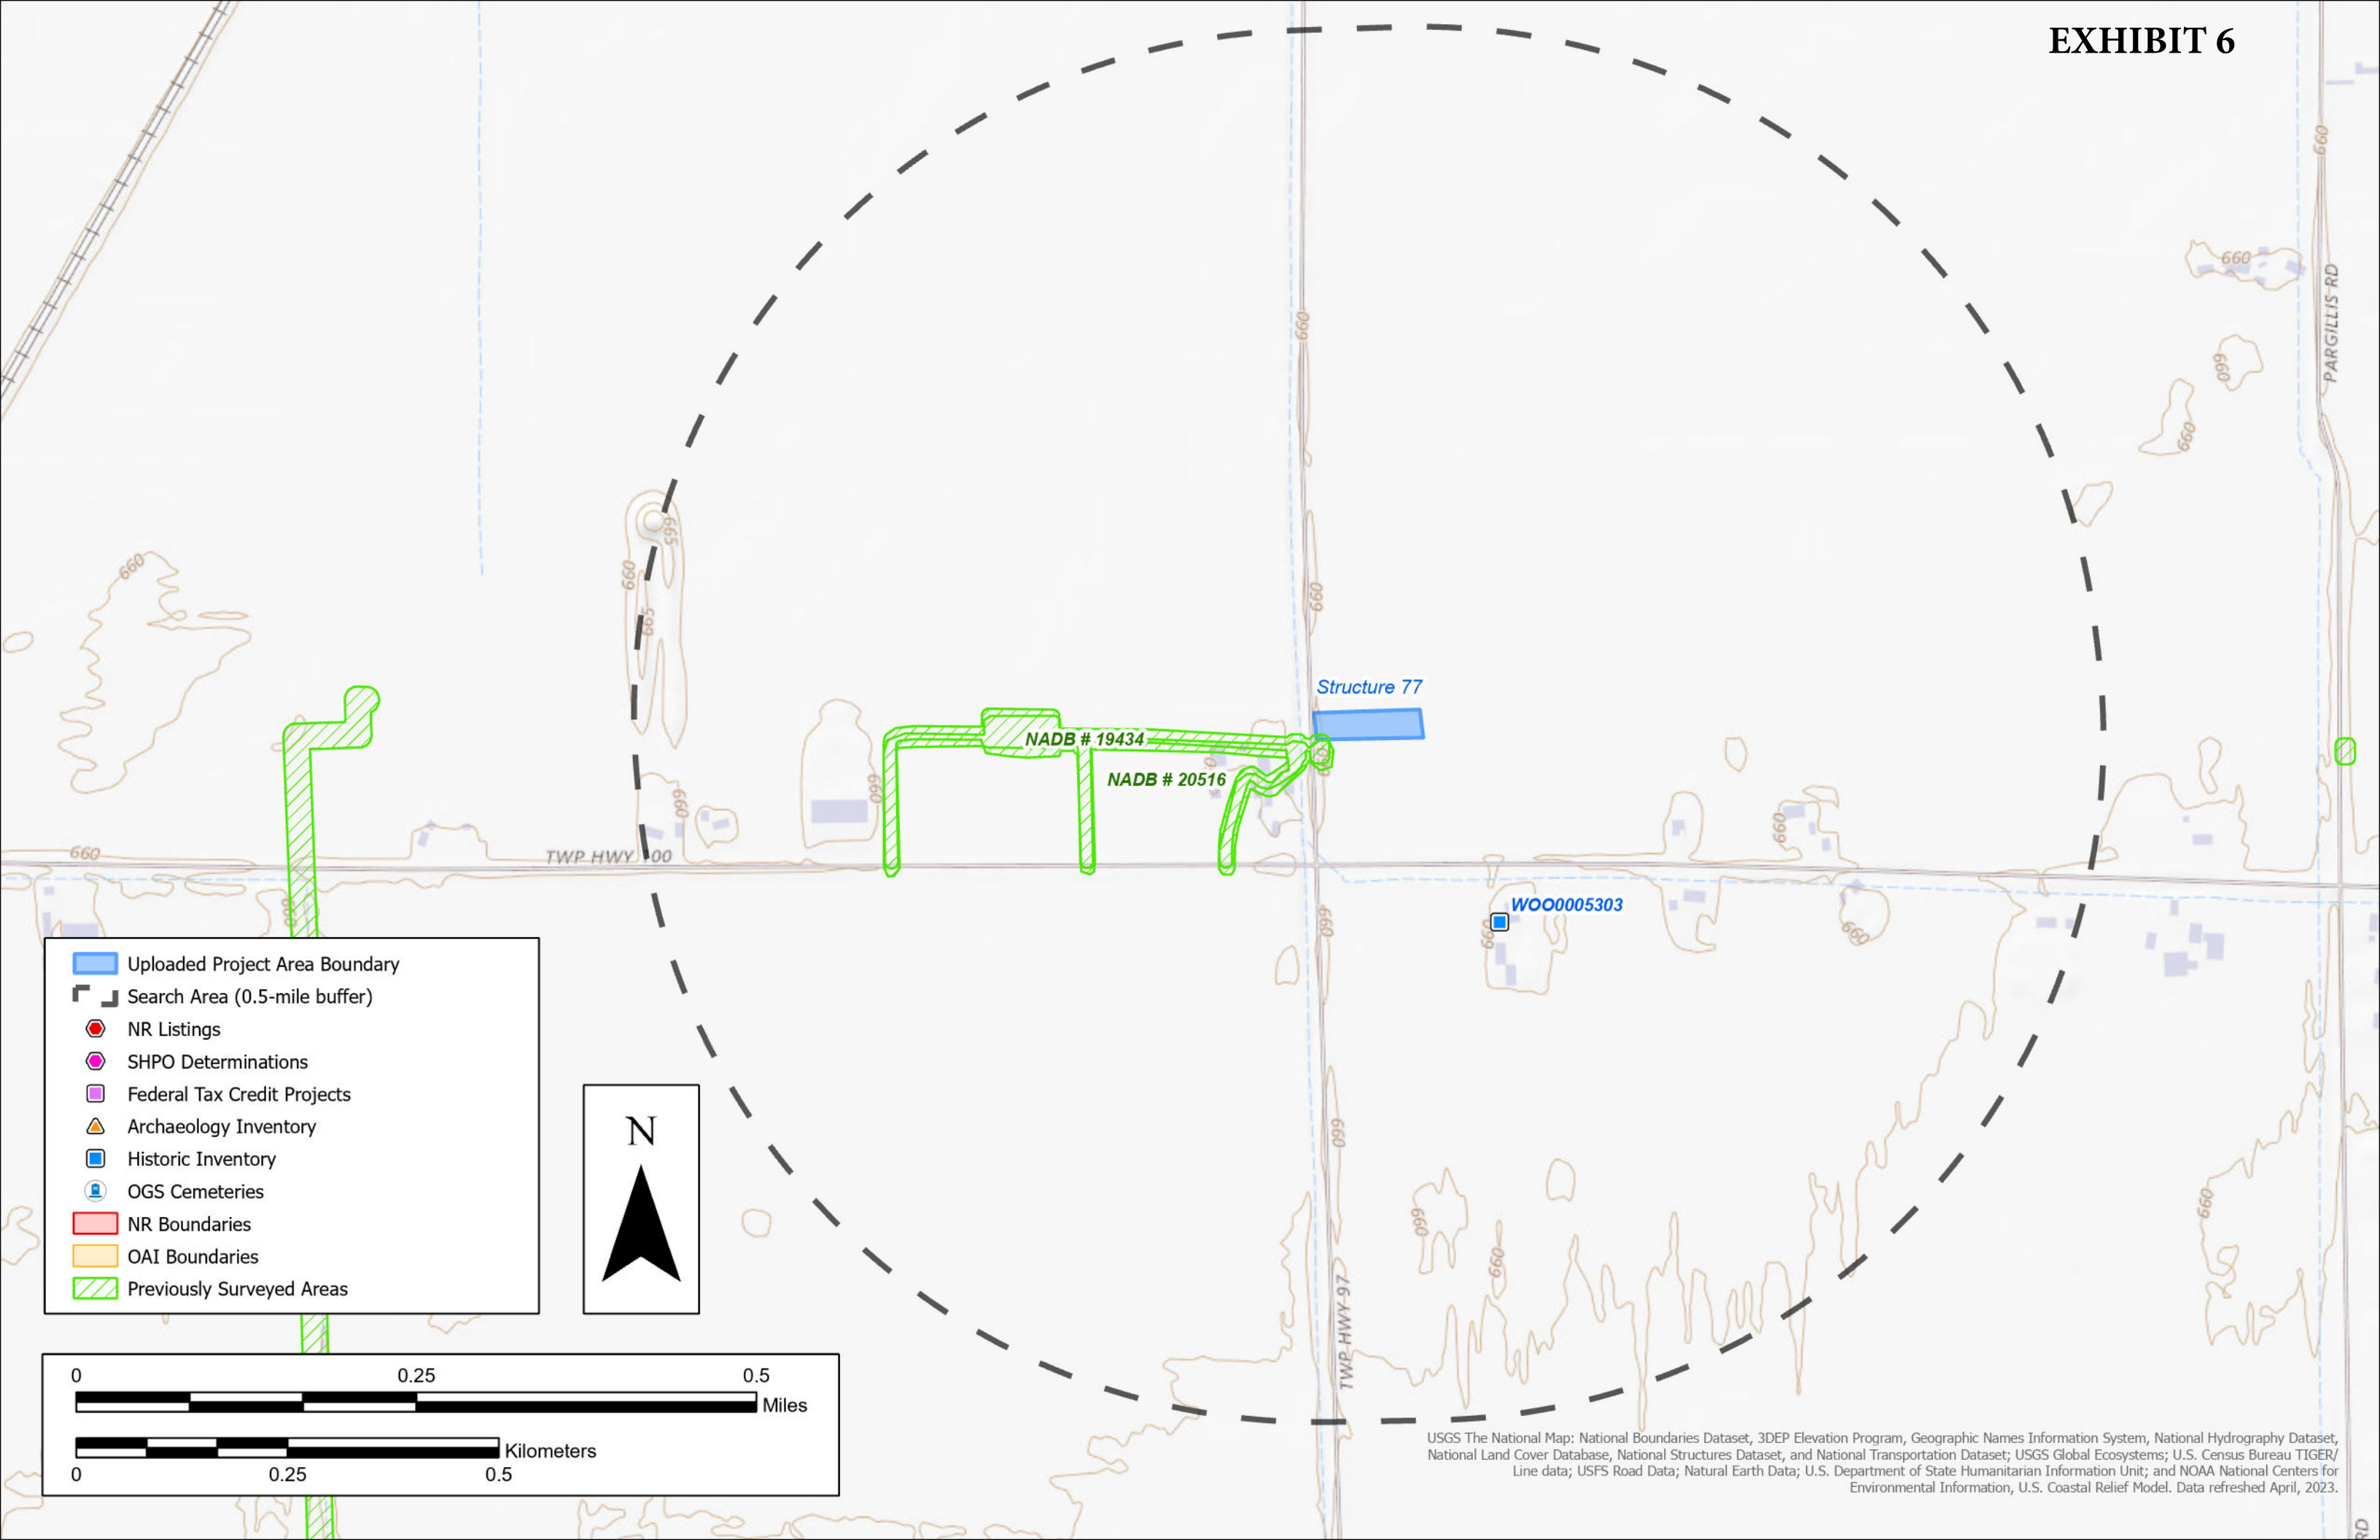 EXHIBIT 6
660
660
PARGILLIS RD
660
660
660
660
665
660
660
665
660
Structure 77
NADB # 19434
NADB # 20516
660
660
660
660
TWP HWY 100
660
WOO0005303
660
660
660
660
660
660
660
660
TWP HWY 97
Uploaded Project Area Boundary
Search Area (0.5-mile buffer)
NR Listings
SHPO Determinations
Federal Tax Credit Projects
Archaeology Inventory
Historic Inventory
OGS Cemeteries
NR Boundaries
OAI Boundaries
Previously Surveyed Areas
N
0 0.25 0.5
Miles
Kilometers
0 0.25 0.5
USGS The National Map: National Boundaries Dataset, 3DEP Elevation Program, Geographic Names Information System, National Hydrography Dataset,
National Land Cover Database, National Structures Dataset, and National Transportation Dataset; USGS Global Ecosystems; U.S. Census Bureau TIGER/
Line data; USFS Road Data; Natural Earth Data; U.S. Department of State Humanitarian Information Unit; and NOAA National Centers for
Environmental Information, U.S. Coastal Relief Model. Data refreshed April, 2023.
RD